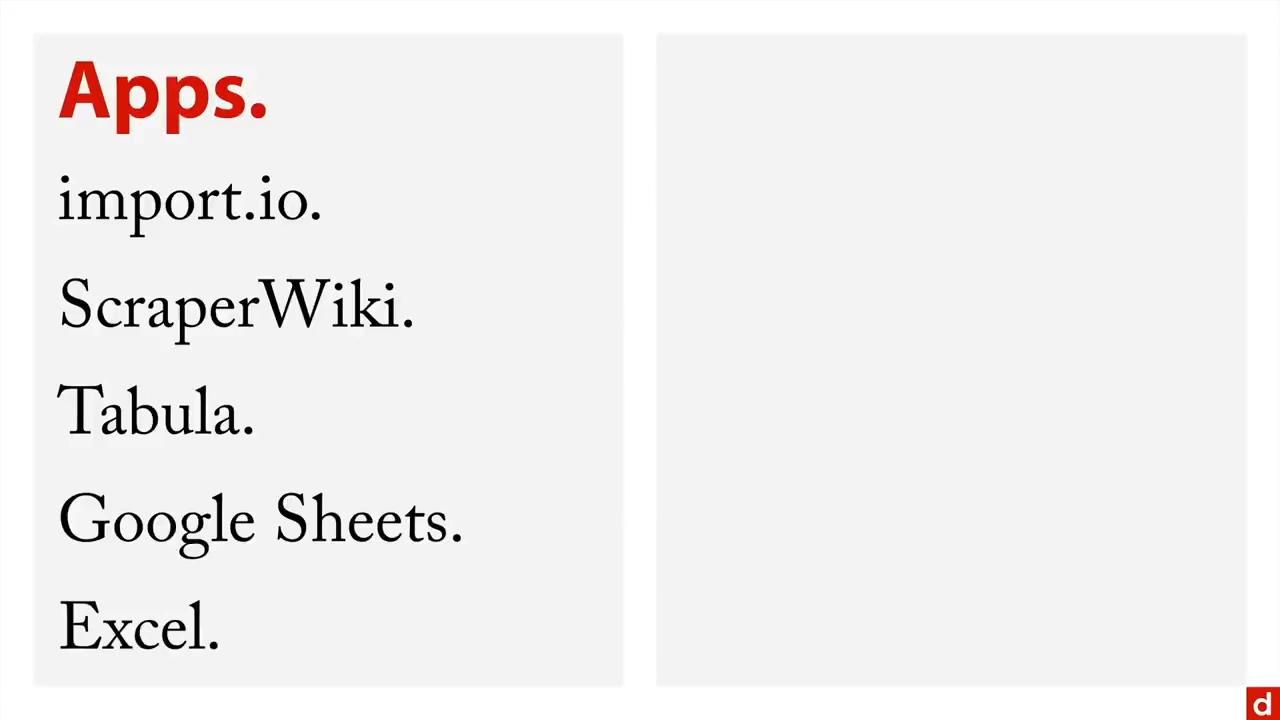 Apps.
import.io.
ScraperWiki.
Tabula.
Google Sheets.
Excel.
d